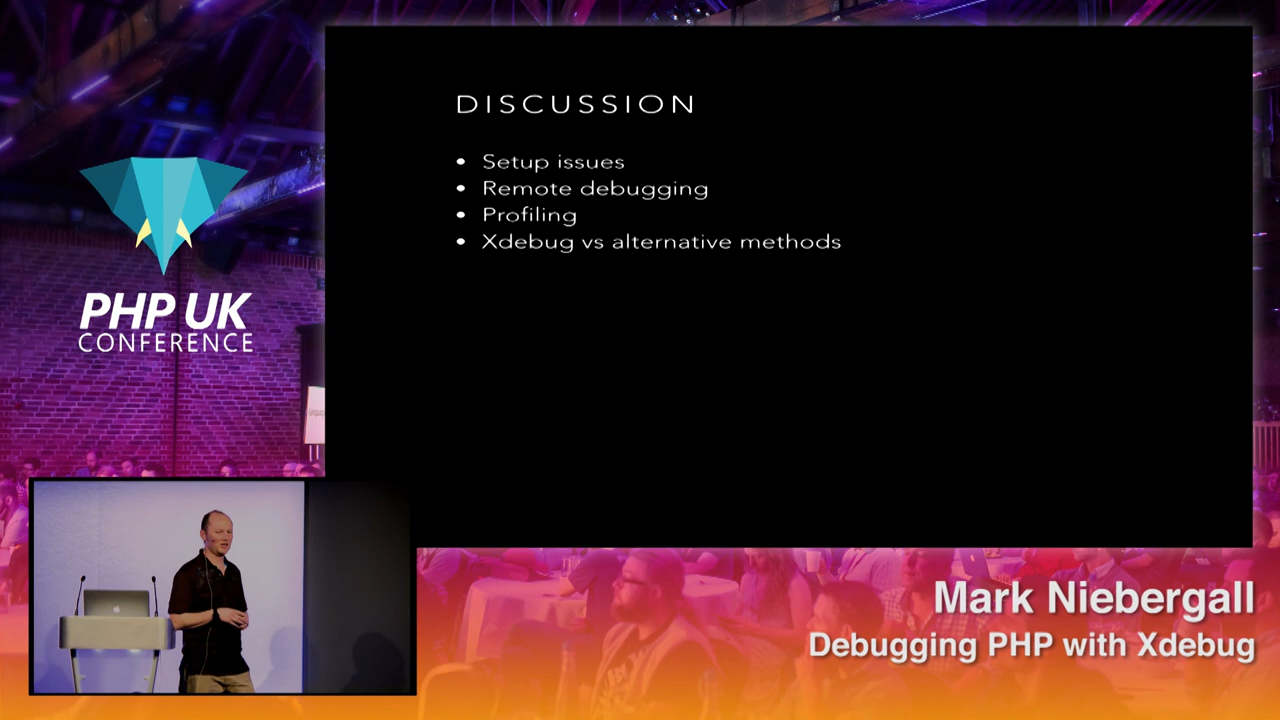 DISCUSSION
• Setup issues
• Remote debugging
• Profiling
• Xdebug vs alternative methods
PHP UK
CONFERENCE
Mark Niebergall
Debugging PHP with Xdebug